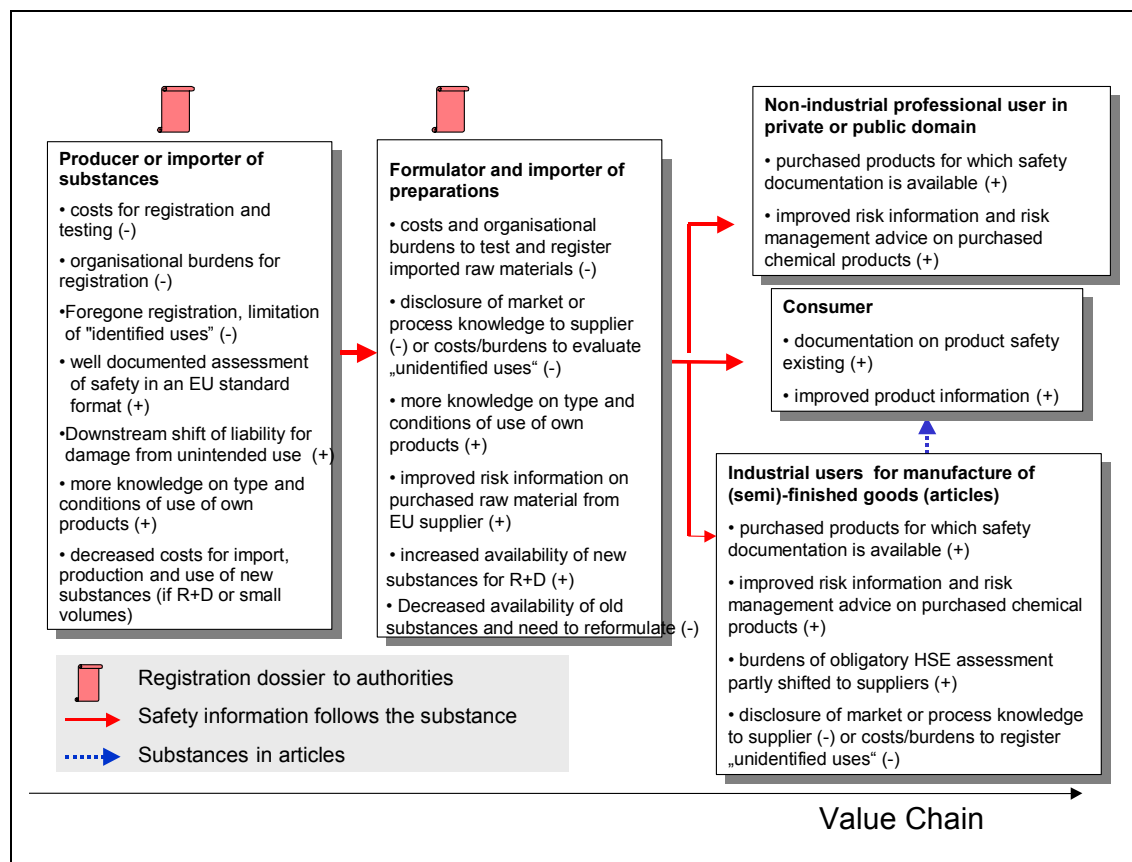 Producer or importer of
substances
• costs for registration and
testing (-)
• organisational burdens for
registration (-)
•Foregone registration, limitation
of "identified uses” (-)
• well documented assessment
of safety in an EU standard
format (+)
•Downstream shift of liability for
damage from unintended use (+)
• more knowledge on type and
conditions of use of own
products (+)
• decreased costs for import,
production and use of new
substances (if R+D or small
volumes)
Formulator and importer of
preparations
• costs and organisational
burdens to test and register
imported raw materials (-)
• disclosure of market or
process knowledge to supplier
(-) or costs/burdens to evaluate
„unidentified uses“ (-)
• more knowledge on type and
conditions of use of own
products (+)
• improved risk information on
purchased raw material from
EU supplier (+)
• increased availability of new
substances for R+D (+)
• Decreased availability of old
substances and need to reformulate (-)
Non-industrial professional user in
private or public domain
• purchased products for which safety
documentation is available (+)
• improved risk information and risk
management advice on purchased
chemical products (+)
Consumer
• documentation on product safety
existing (+)
• improved product information (+)
Industrial users for manufacture of
(semi)-finished goods (articles)
• purchased products for which safety
documentation is available (+)
• improved risk information and risk
management advice on purchased chemical
products (+)
• burdens of obligatory HSE assessment
partly shifted to suppliers (+)
• disclosure of market or process knowledge
to supplier (-) or costs/burdens to register
„unidentified uses“ (-)
Registration dossier to authorities
Safety information follows the substance
Substances in articles
Value Chain